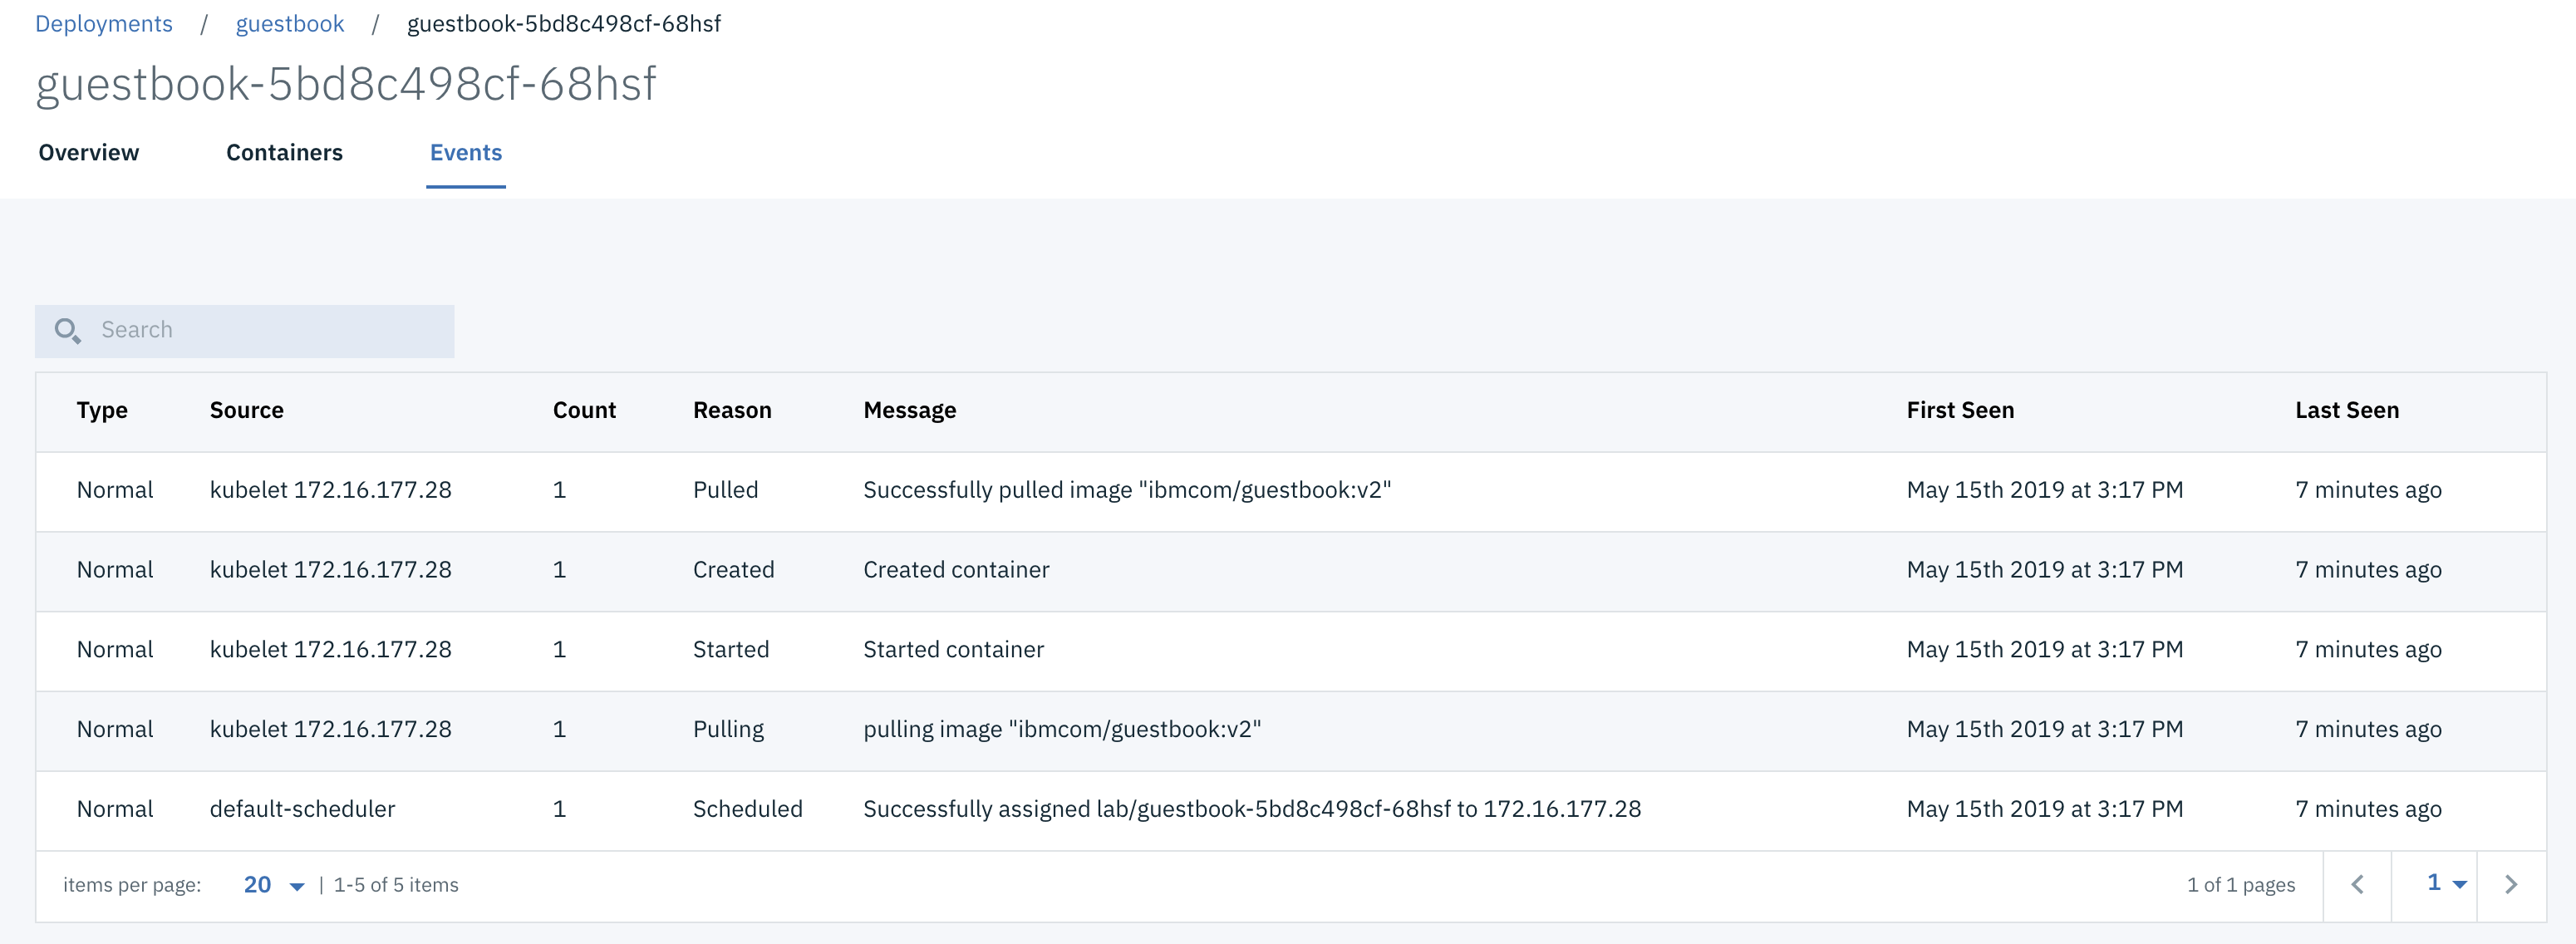 Deployments / guestbook / guestbook-5bd8c498cf-68hsf
guestbook-5bd8c498cf-68hsf
Overview Containers Events
Search
Type Source Count Reason Message First Seen Last Seen
Normal kubelet 172.16.177.28 1 Pulled Successfully pulled image "ibmcom/guestbook:v2" May 15th 2019 at 3:17 PM 7 minutes ago
Normal kubelet 172.16.177.28 1 Created Created container May 15th 2019 at 3:17 PM 7 minutes ago
Normal kubelet 172.16.177.28 1 Started Started container May 15th 2019 at 3:17 PM 7 minutes ago
Normal kubelet 172.16.177.28 1 Pulling pulling image "ibmcom/guestbook:v2" May 15th 2019 at 3:17 PM 7 minutes ago
Normal default-scheduler 1 Scheduled Successfully assigned lab/guestbook-5bd8c498cf-68hsf to 172.16.177.28 May 15th 2019 at 3:17 PM 7 minutes ago
items per page: 20 | 1-5 of 5 items 1 of 1 pages 1